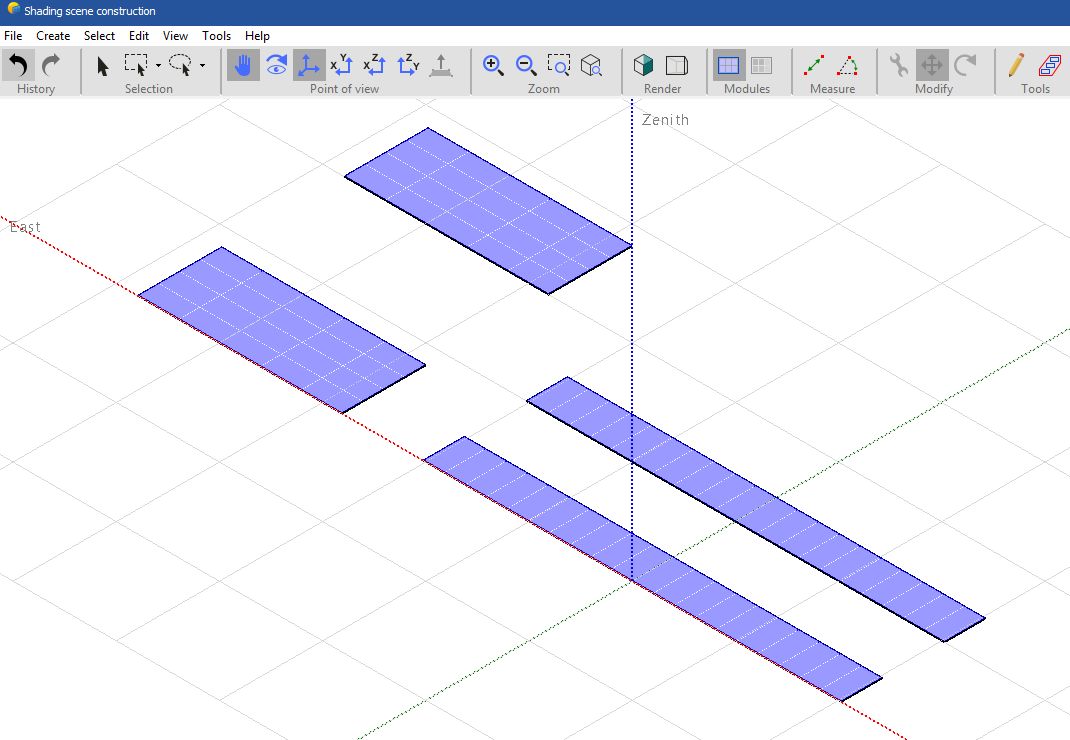 Shading scene construction
File Create Select Edit View Tools Help
History Selection Point of view Zoom Render Modules Measure Modify Tools
Zenith
East